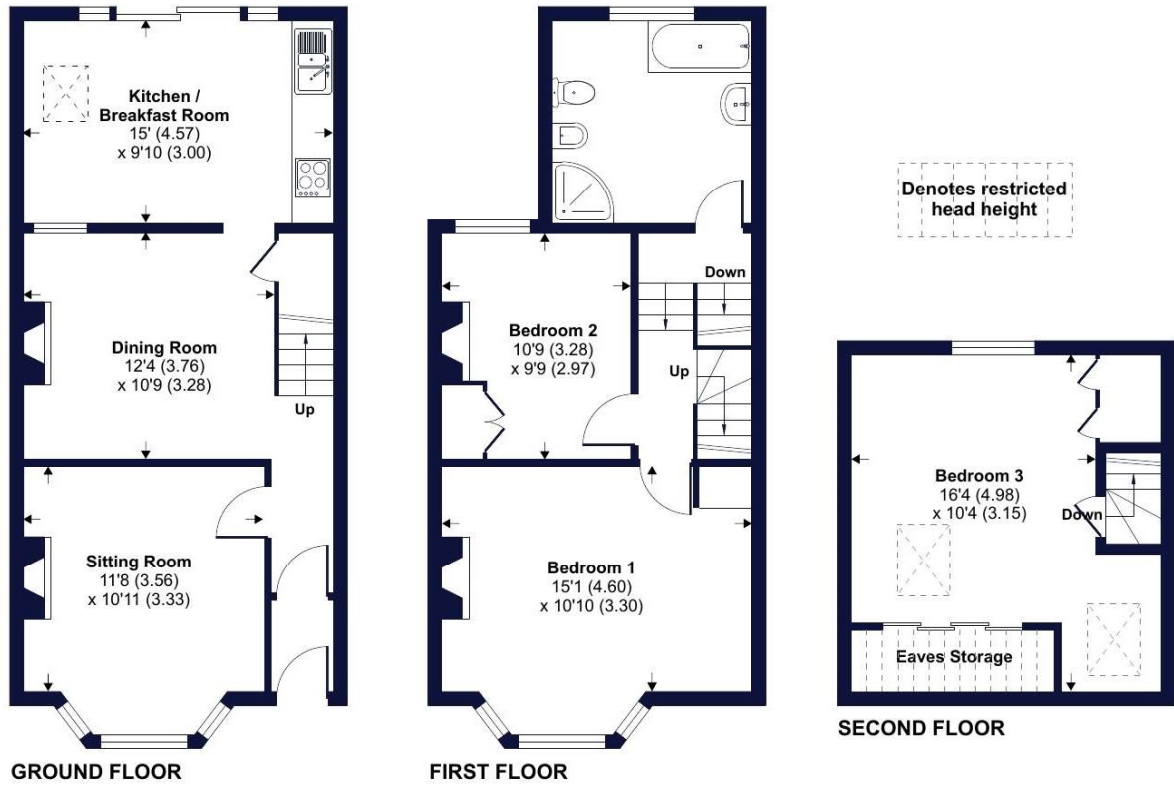 Kitchen /
Breakfast Room
15' (4.57)
x 9'10 (3.00)
Dining Room
12'4 (3.76)
x 10'9 (3.28)
Up
Sitting Room
11'8 (3.56)
x 10'11 (3.33)
GROUND FLOOR
Down
Bedroom 2
10'9 (3.28)
x 9'9 (2.97)
Up
Bedroom 1
15'1 (4.60)
x 10'10 (3.30)
FIRST FLOOR
Denotes restricted
head height
Bedroom 3
16'4 (4.98)
x 10'4 (3.15)
Down
Eaves Storage
SECOND FLOOR